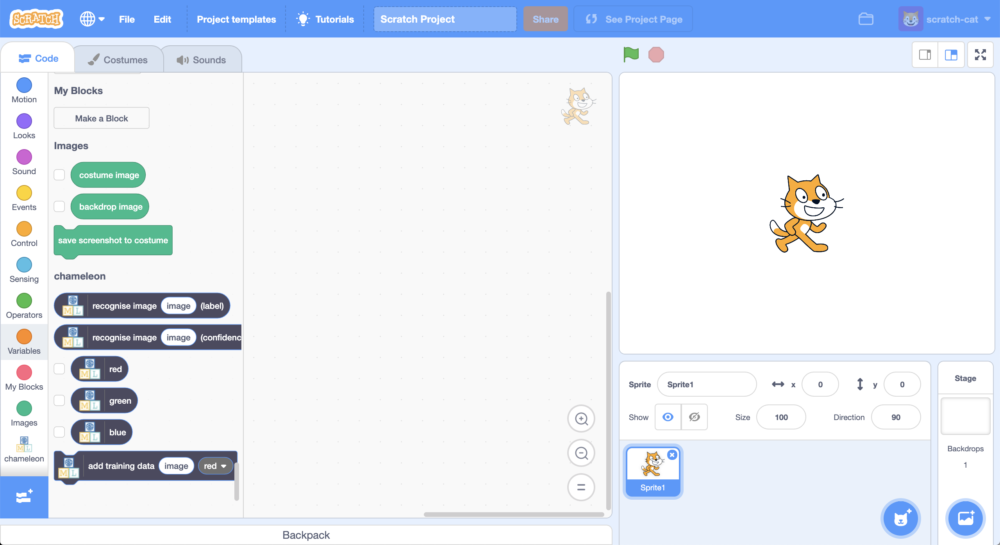 SCRATCH
File
Edit
Project templates
Tutorials
Scratch Project
Share
See Project Page
scratch-cat
Code
Costumes
Sounds
Motion
Looks
Sound
Events
Control
Sensing
Operators
Variables
My Blocks
Images
ML
chameleon
My Blocks
Make a Block
Images
costume image
backdrop image
save screenshot to costume
chameleon
ML recognise image image (label)
ML recognise image image (confidenc
ML red
ML green
ML blue
ML add training data image red
Backpack
Sprite Sprite1 x 0 y 0
Show Size 100 Direction 90
Sprite1
Stage
Backdrops
1